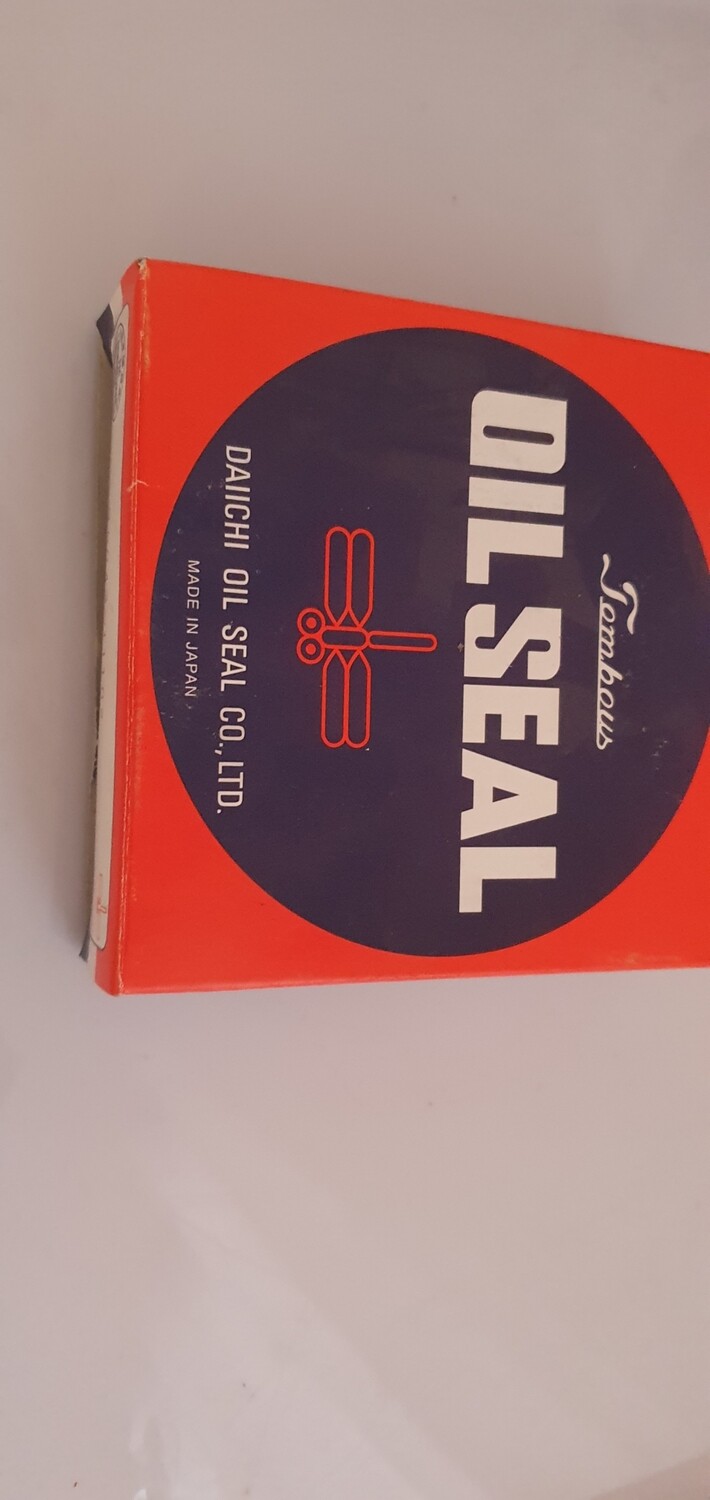 Tombow
OIL SEAL
DAIICHI OIL SEAL CO., LTD.
MADE IN JAPAN